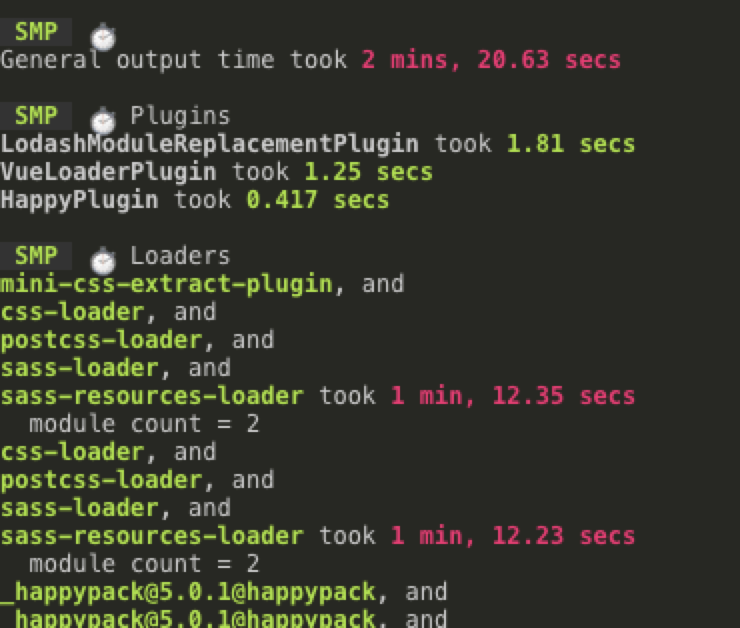 SMP ⏱
General output time took 2 mins, 20.63 secs
SMP ⏱ Plugins
LodashModuleReplacementPlugin took 1.81 secs
VueLoaderPlugin took 1.25 secs
HappyPlugin took 0.417 secs
SMP ⏱ Loaders
mini-css-extract-plugin, and
css-loader, and
postcss-loader, and
sass-loader, and
sass-resources-loader took 1 min, 12.35 secs
module count = 2
css-loader, and
postcss-loader, and
sass-loader, and
sass-resources-loader took 1 min, 12.23 secs
module count = 2
_happypack@5.0.1@happypack, and
_happypack@5.0.1@happypack, and